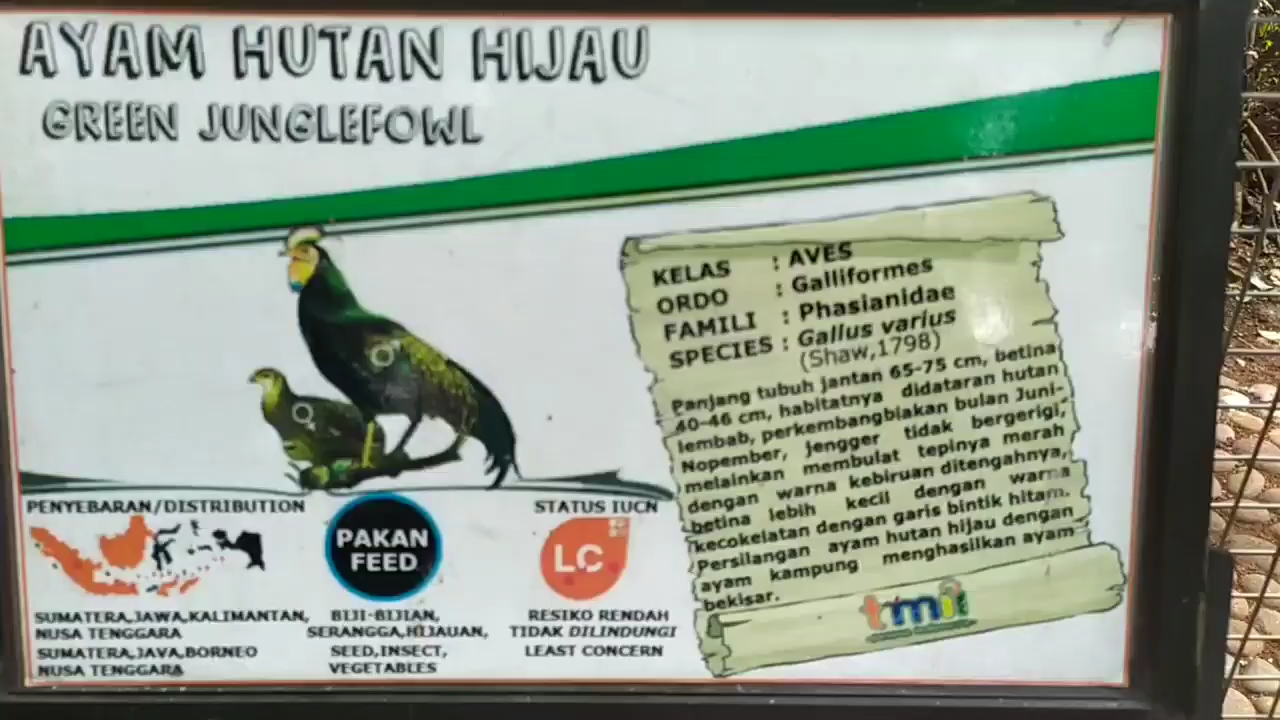 AYAM HUTAN HIJAU
GREEN JUNGLEFOWL
KELAS : AVES
ORDO : Galliformes
FAMILI : Phasianidae
SPECIES : Gallus varius
(Shaw,1798)
Panjang tubuh jantan 65-75 cm, betina
40-46 cm, habitatnya didataran hutan
lembab, perkembangbiakan bulan Juni-
Nopember, jengger tidak bergerigi,
melainkan membulat tepinya merah
dengan warna kebiruan ditengahnya,
betina lebih kecil dengan warna
kecokelatan dengan garis bintik hitam.
Persilangan ayam hutan hijau dengan
ayam kampung menghasilkan ayam
bekisar.
tmii
PENYEBARAN/DISTRIBUTION
SUMATERA,JAWA,KALIMANTAN,
NUSA TENGGARA
SUMATERA,JAVA,BORNEO
NUSA TENGGARA
PAKAN
FEED
BIJI-BIJIAN,
SERANGGA,HIJAUAN,
SEED,INSECT,
VEGETABLES
STATUS IUCN
LC
RESIKO RENDAH
TIDAK DILINDUNGI
LEAST CONCERN